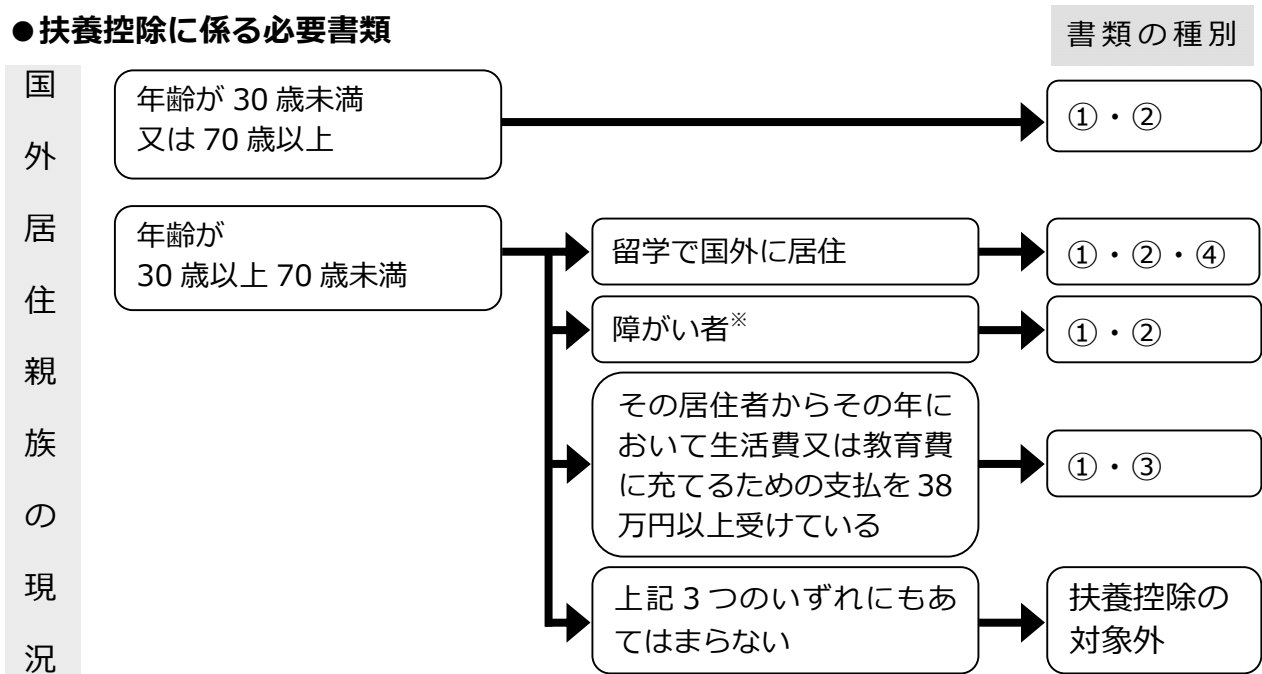 ●扶養控除に係る必要書類
書類の種別
国外居住親族の現況
年齢が 30 歳未満
又は 70 歳以上
①・②
年齢が
30 歳以上 70 歳未満
留学で国外に居住
①・②・④
障がい者※
①・②
その居住者からその年に
おいて生活費又は教育費
に充てるための支払を 38
万円以上受けている
①・③
上記 3 つのいずれにもあ
てはまらない
扶養控除の
対象外